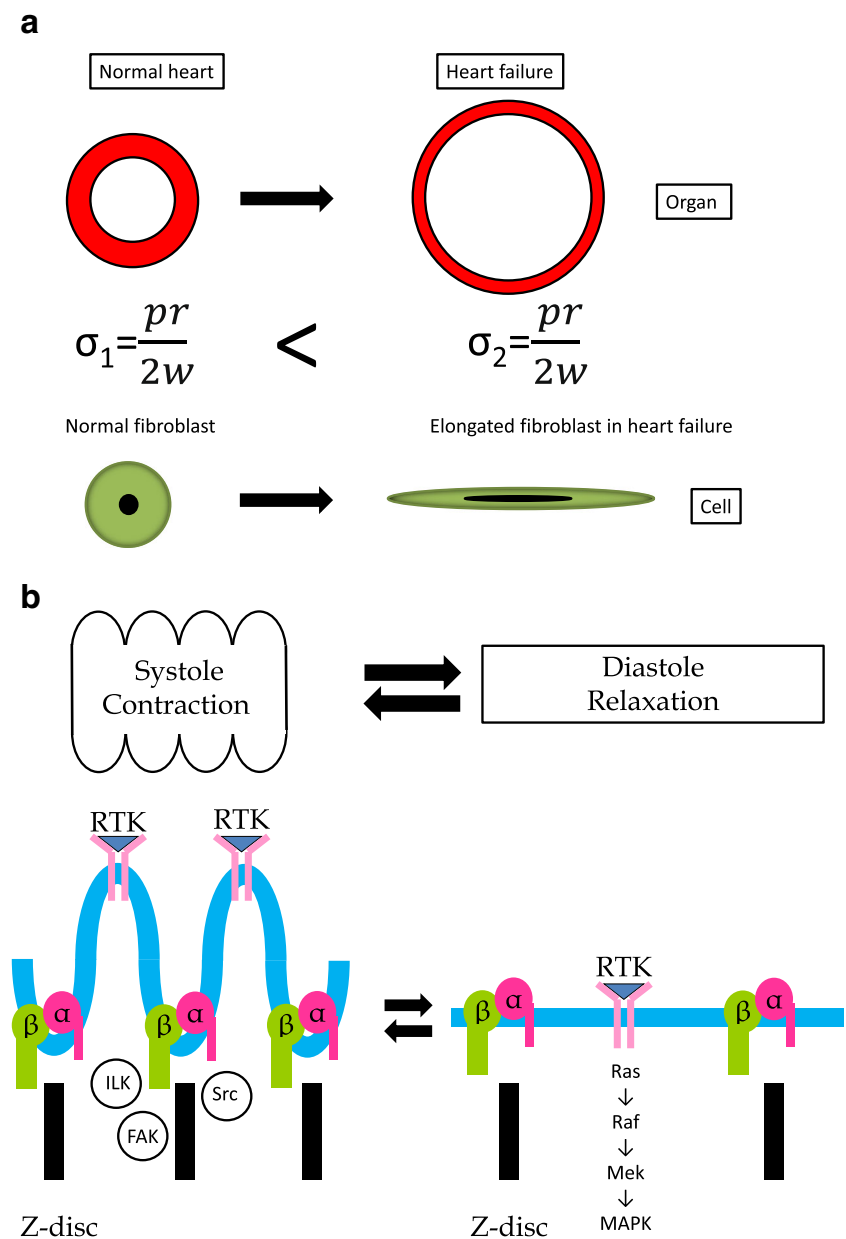 a
Normal heart
Heart failure
Organ
σ₁=pr/2w
<
σ₂=pr/2w
Normal fibroblast
Elongated fibroblast in heart failure
Cell
b
Systole
Contraction
Diastole
Relaxation
RTK
RTK
RTK
β α β α β α
β α β α
ILK
Src
FAK
Ras
Raf
Mek
MAPK
Z-disc
Z-disc